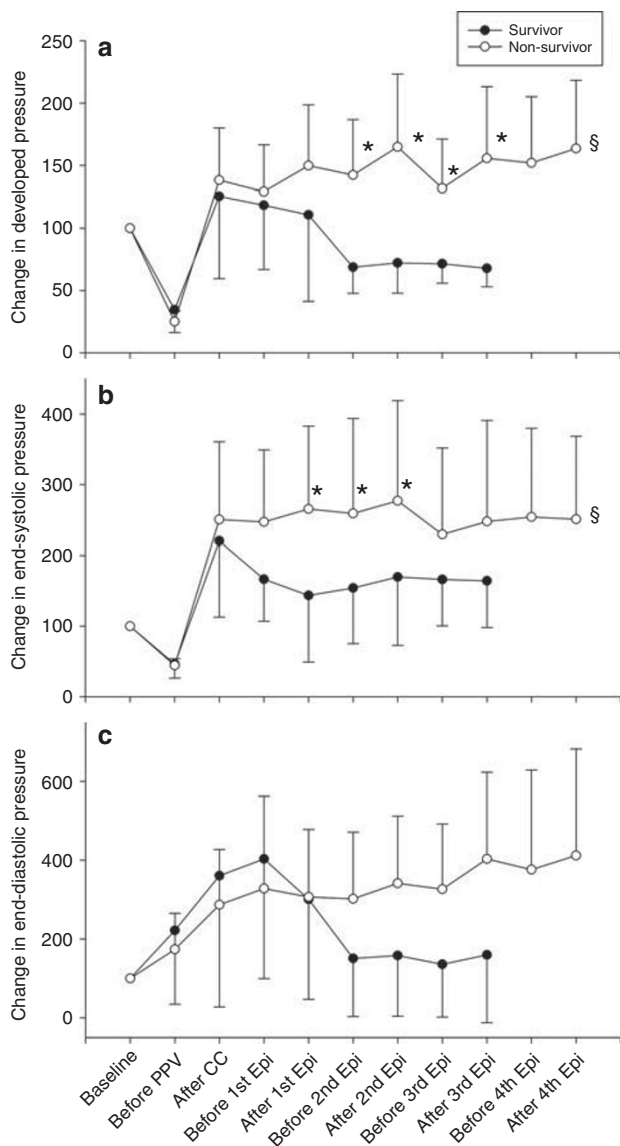 Survivor
Non-survivor
a
Change in developed pressure
250
200
150
100
50
0
*
*
*
*
§
b
Change in end-systolic pressure
400
300
200
100
0
*
*
*
§
c
Change in end-diastolic pressure
600
400
200
0
Baseline
Before PPV
After CC
Before 1st Epi
After 1st Epi
Before 2nd Epi
After 2nd Epi
Before 3rd Epi
After 3rd Epi
Before 4th Epi
After 4th Epi